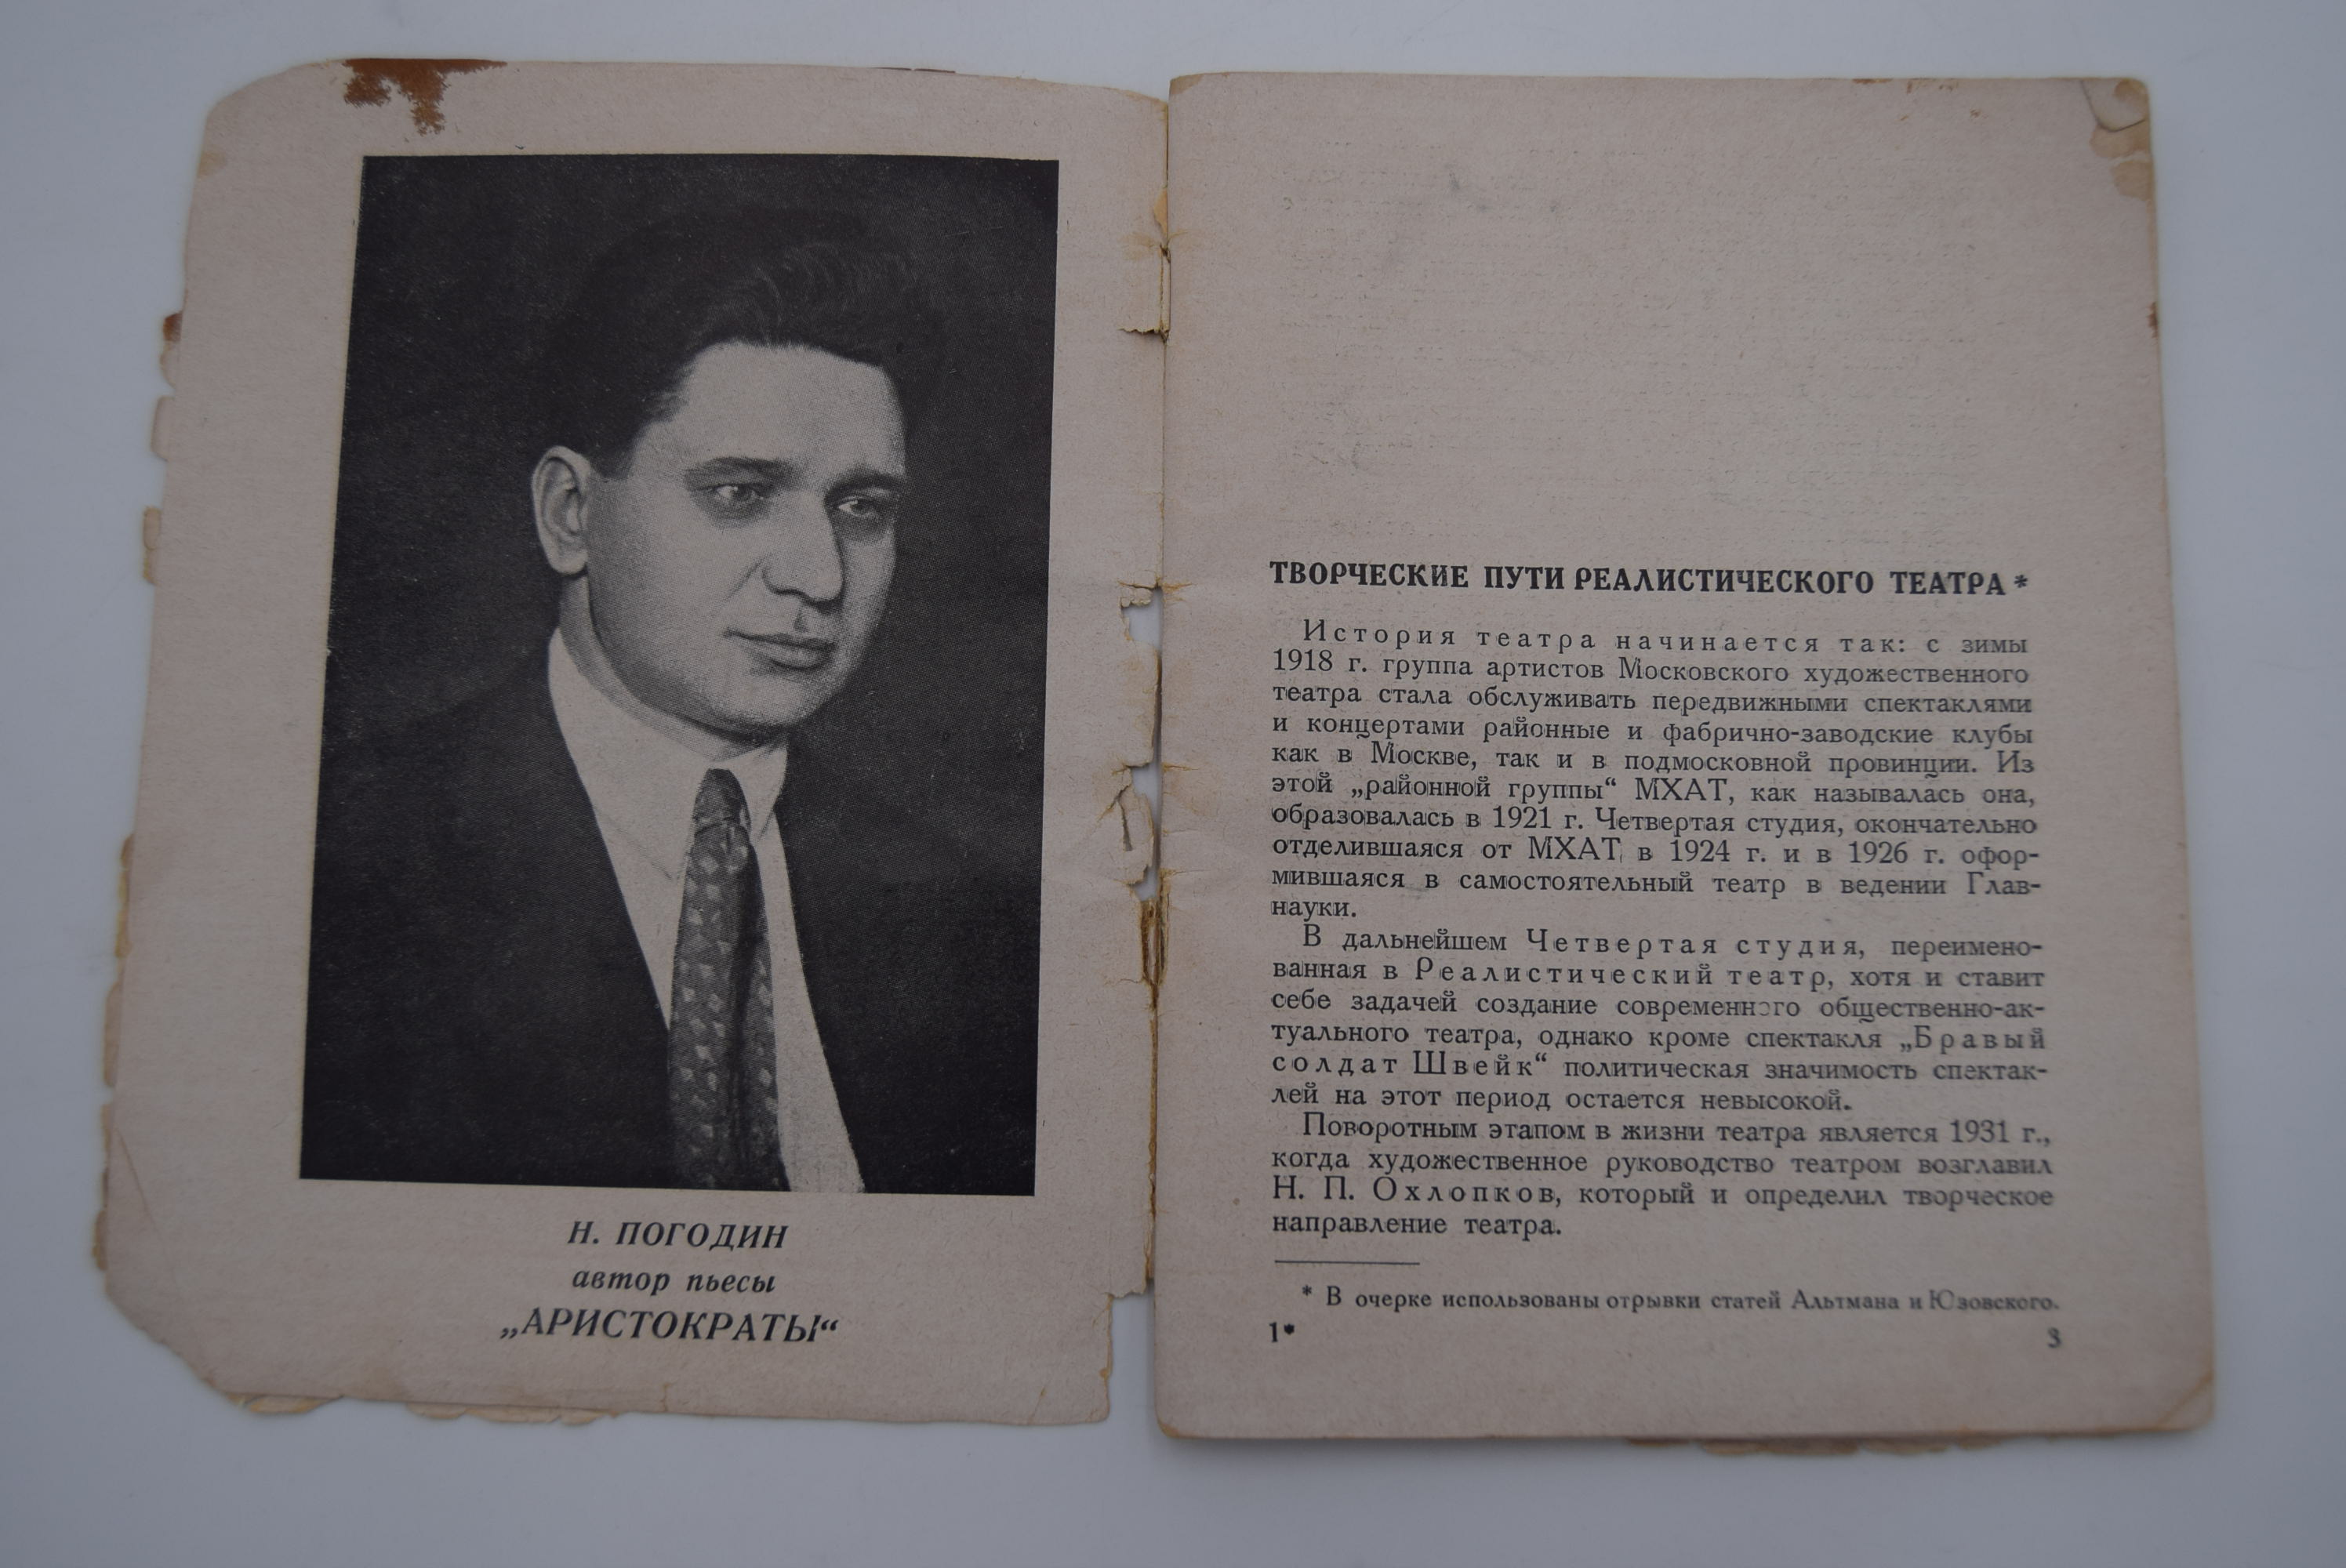 Н. ПОГОДИН
автор пьесы
„АРИСТОКРАТЫ“
ТВОРЧЕСКИЕ ПУТИ РЕАЛИСТИЧЕСКОГО ТЕАТРА *
История театра начинается так: с зимы
1918 г. группа артистов Московского художественного
театра стала обслуживать передвижными спектаклями
и концертами районные и фабрично-заводские клубы
как в Москве, так и в подмосковной провинции. Из
этой „районной группы“ МХАТ, как называлась она,
образовалась в 1921 г. Четвертая студия, окончательно
отделившаяся от МХАТ в 1924 г. и в 1926 г. офор-
мившаяся в самостоятельный театр в ведении Глав-
науки.
В дальнейшем Четвертая студия, переимено-
ванная в Реалистический театр, хотя и ставит
себе задачей создание современного общественно-ак-
туального театра, однако кроме спектакля „Бравый
солдат Швейк“ политическая значимость спектак-
лей на этот период остается невысокой.
Поворотным этапом в жизни театра является 1931 г.,
когда художественное руководство театром возглавил
Н. П. Охлопков, который и определил творческое
направление театра.
* В очерке использованы отрывки статей Альтмана и Юзовского.
1*
3